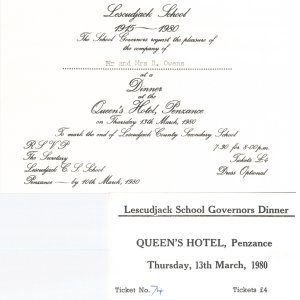 Lescudjack School
1945 – 1980
The School Governors request the pleasure of
the company of
Mr and Mrs R. Owens
at a
Dinner
at the
Queen's Hotel, Penzance
on Thursday 13th March, 1980
To mark the end of Lescudjack County Secondary School
R S V P 7-30 for 8-00p.m.
The Secretary Tickets £4
Lescudjack C. S. School Dress Optional
Penzance — by 10th March, 1980
Lescudjack School Governors Dinner
QUEEN'S HOTEL, Penzance
Thursday, 13th March, 1980
Ticket No. 74 Tickets £4